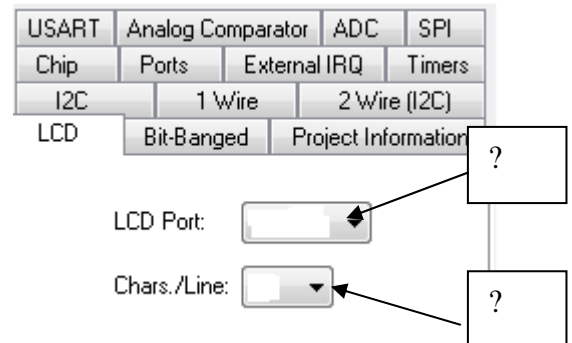 USART Analog Comparator ADC SPI
Chip Ports External IRQ Timers
I2C 1 Wire 2 Wire (I2C)
LCD Bit-Banged Project Information
?
LCD Port:
Chars./Line:
?